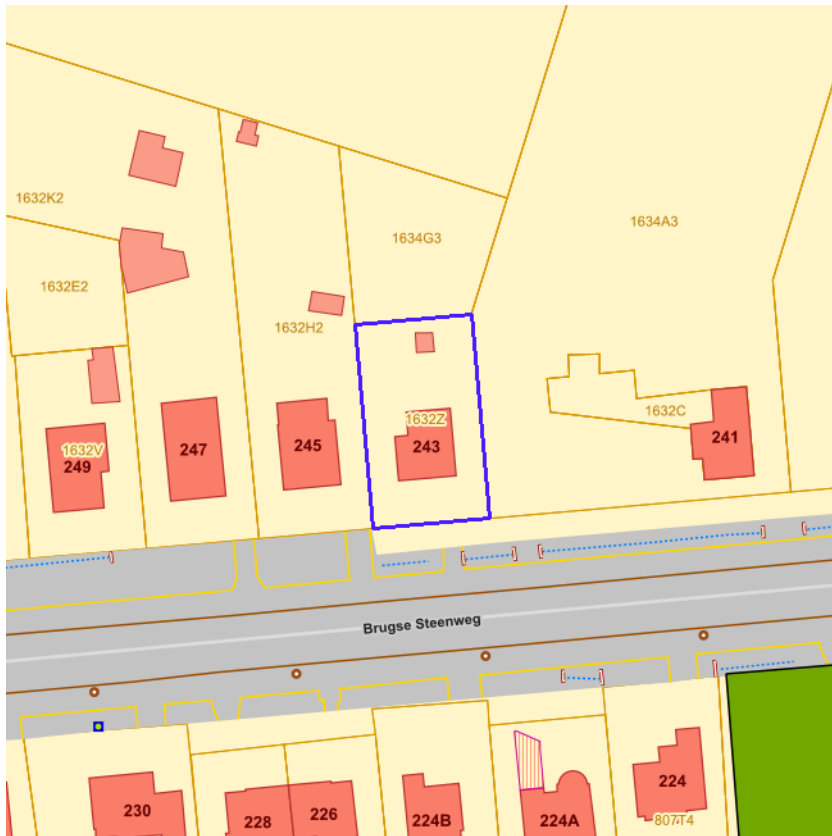 1632K2
1634A3
1634G3
1632E2
1632H2
1632C
1632Z
1632V
241
243
245
247
249
Brugse Steenweg
224
230
228
226
224B
224A
807T4